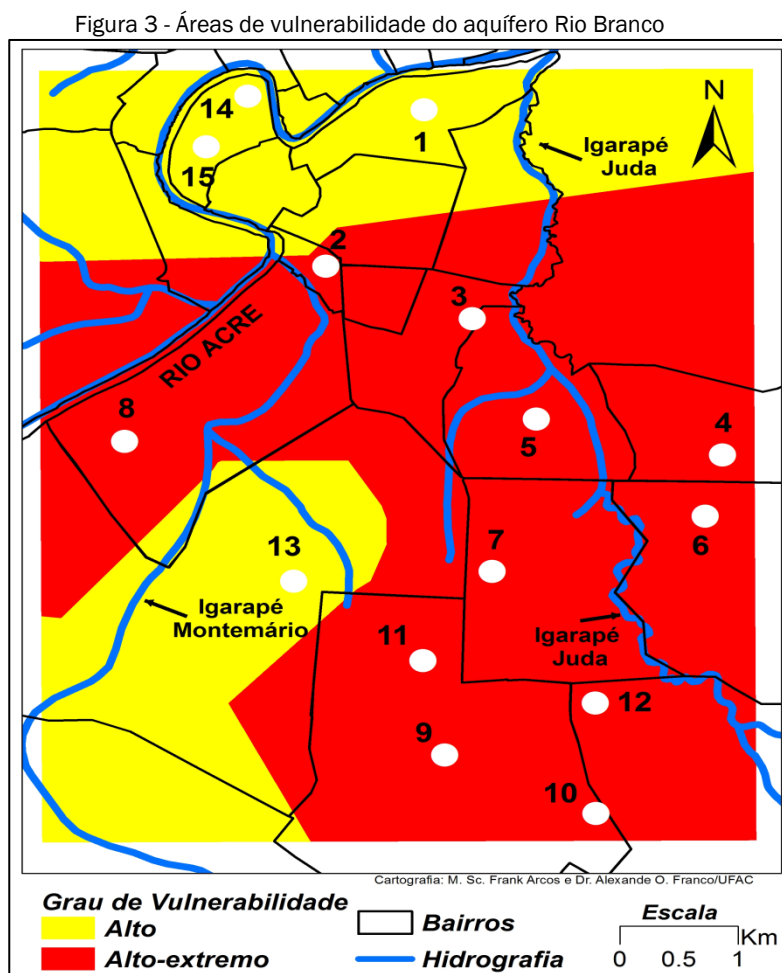 Figura 3 - Áreas de vulnerabilidade do aquífero Rio Branco
14
1
N
Igarapé
Juda
15
2
3
RIO ACRE
8
5
4
6
7
13
Igarapé
Montemário
Igarapé
Juda
11
12
9
10
Cartografia: M. Sc. Frank Arcos e Dr. Alexande O. Franco/UFAC
Grau de Vulnerabilidade
Alto
Alto-extremo
Bairros
Hidrografia
Escala
Km
0 0.5 1